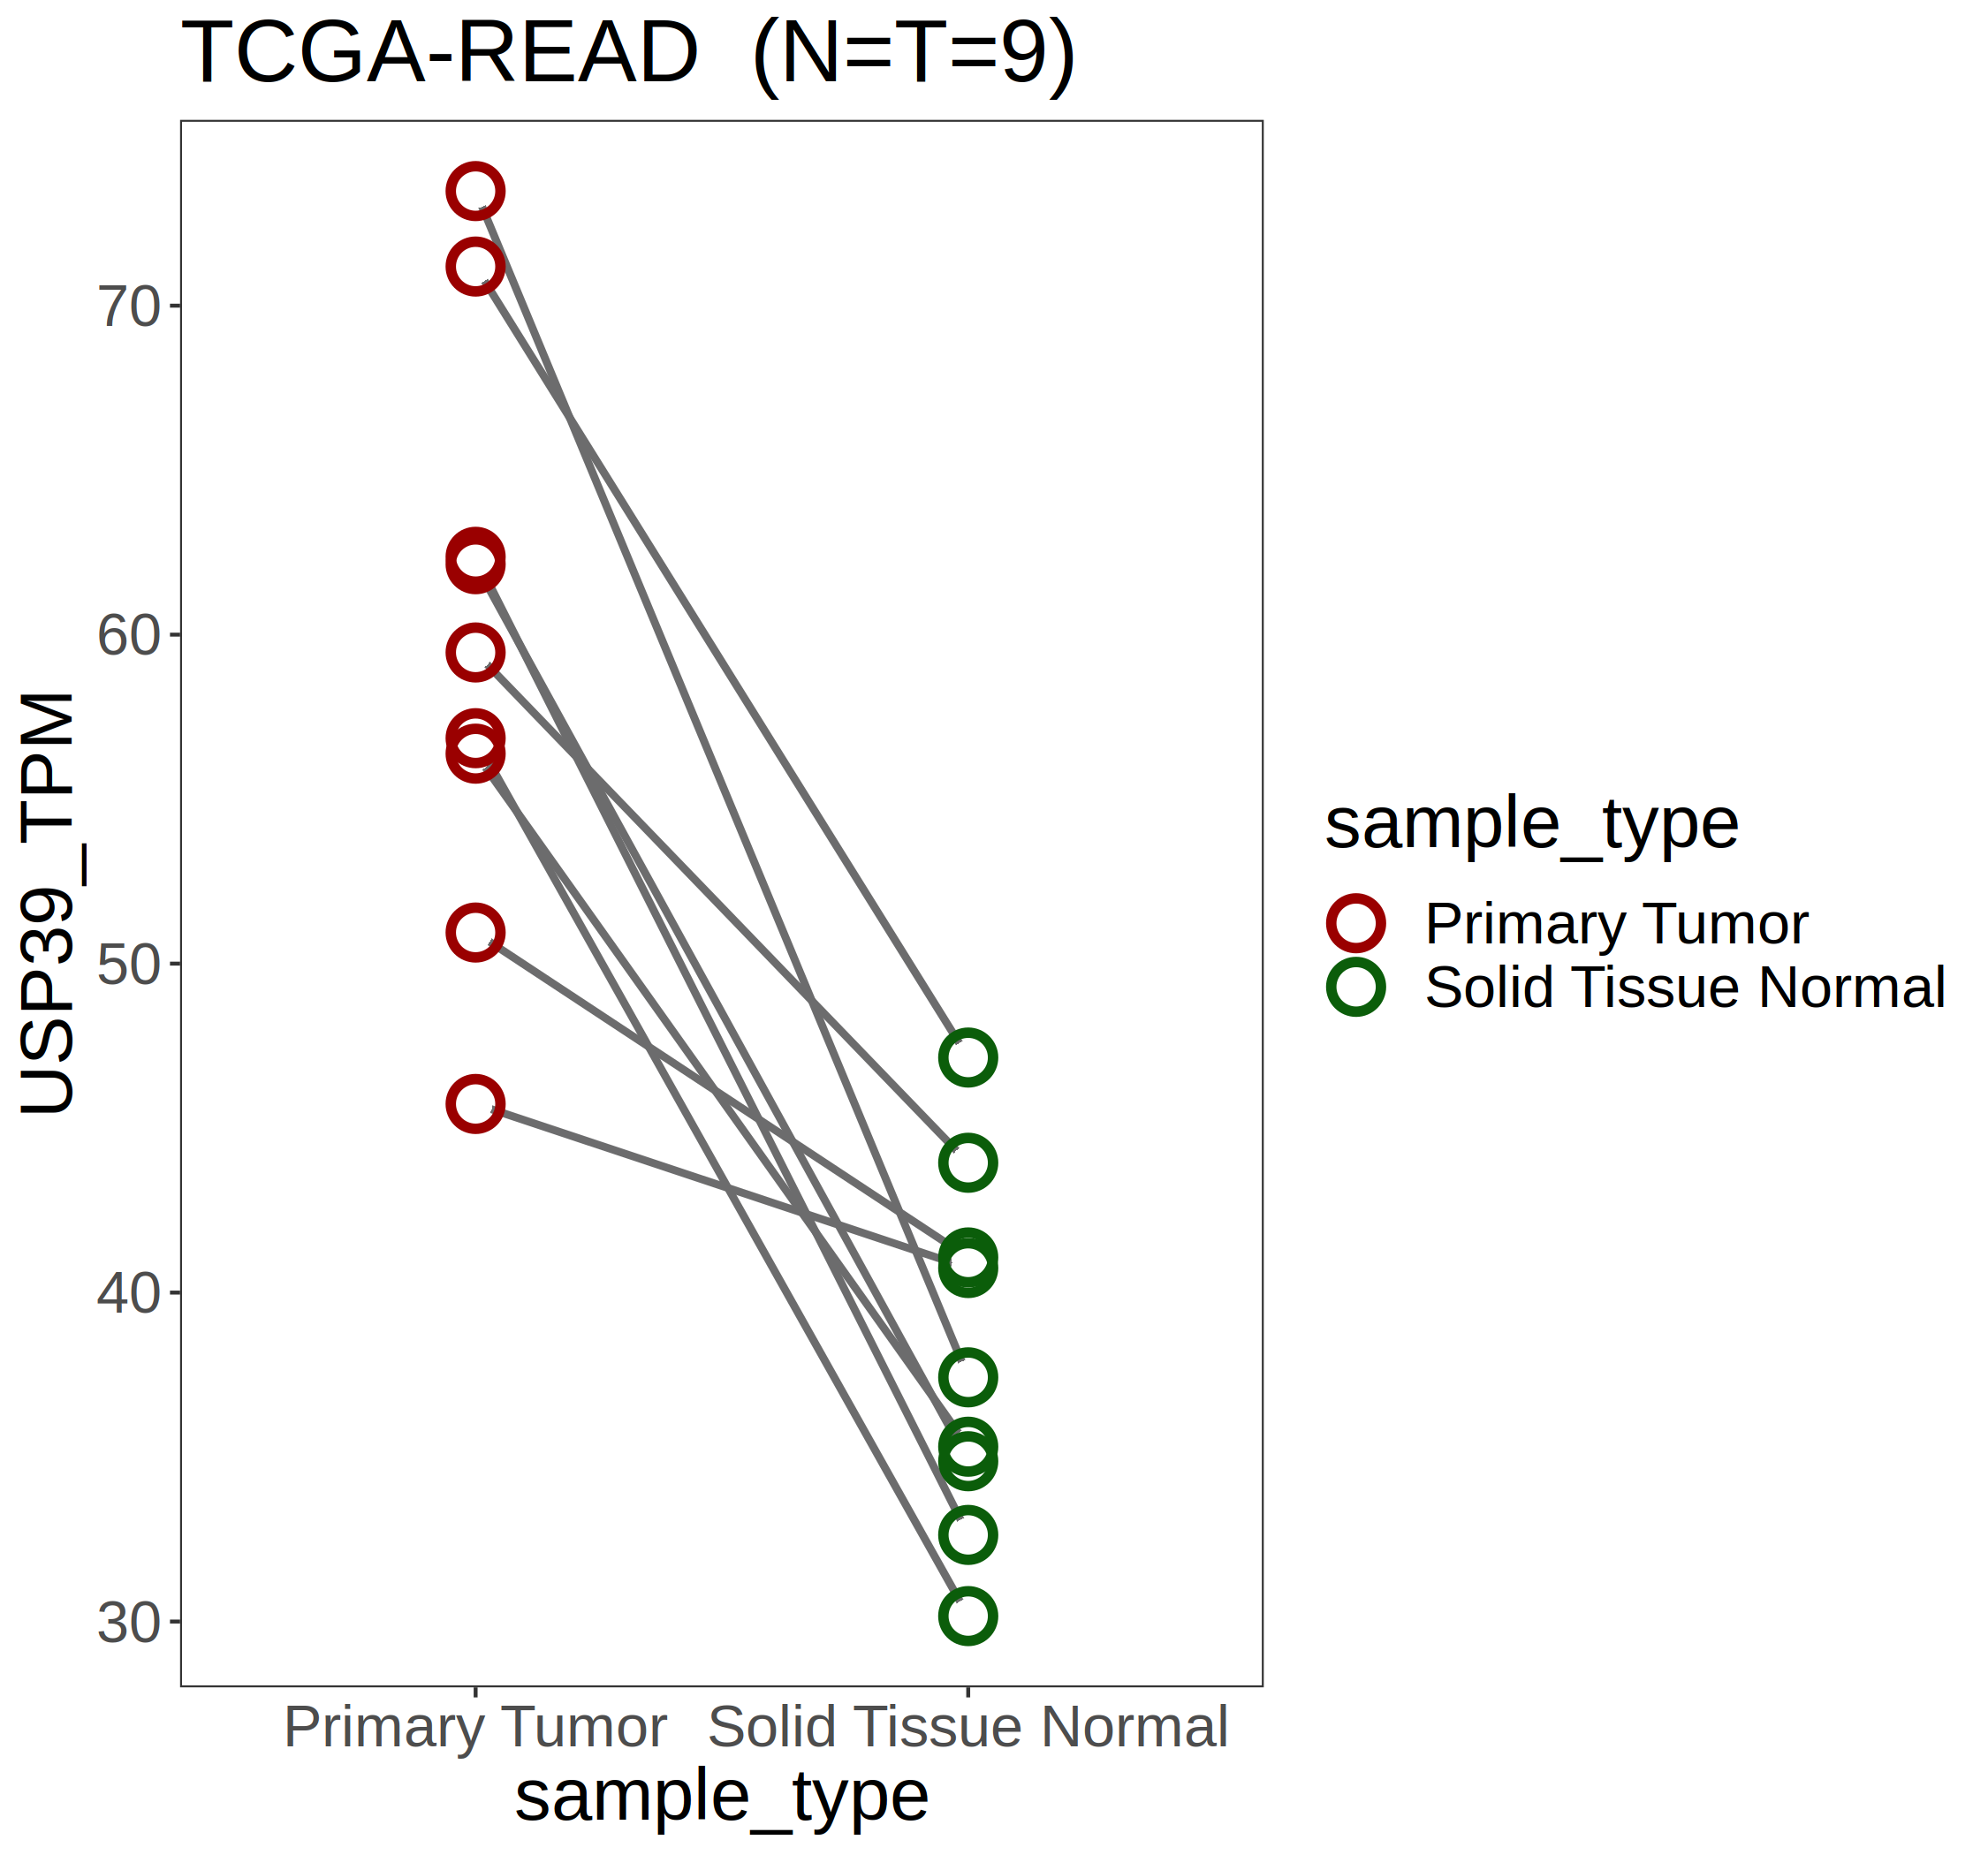 TCGA-READ  (N=T=9)
USP39_TPM
70
60
50
40
30
Primary Tumor
Solid Tissue Normal
sample_type
sample_type
Primary Tumor
Solid Tissue Normal